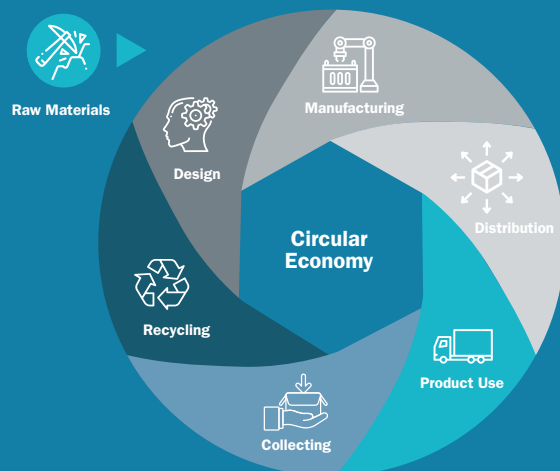 Raw Materials
Manufacturing
Design
Distribution
Circular
Economy
Recycling
Product Use
Collecting